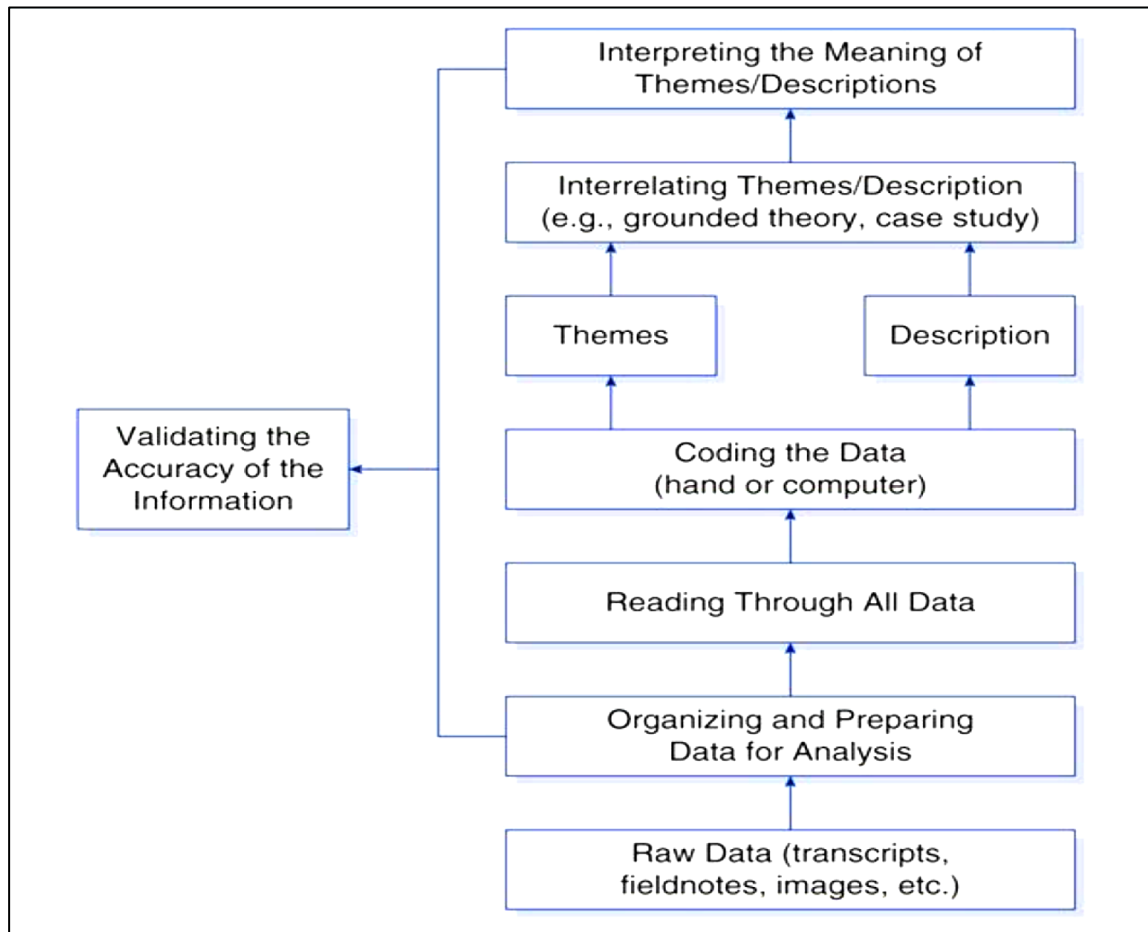 Interpreting the Meaning of
Themes/Descriptions
Interrelating Themes/Description
(e.g., grounded theory, case study)
Themes
Description
Validating the
Accuracy of the
Information
Coding the Data
(hand or computer)
Reading Through All Data
Organizing and Preparing
Data for Analysis
Raw Data (transcripts,
fieldnotes, images, etc.)